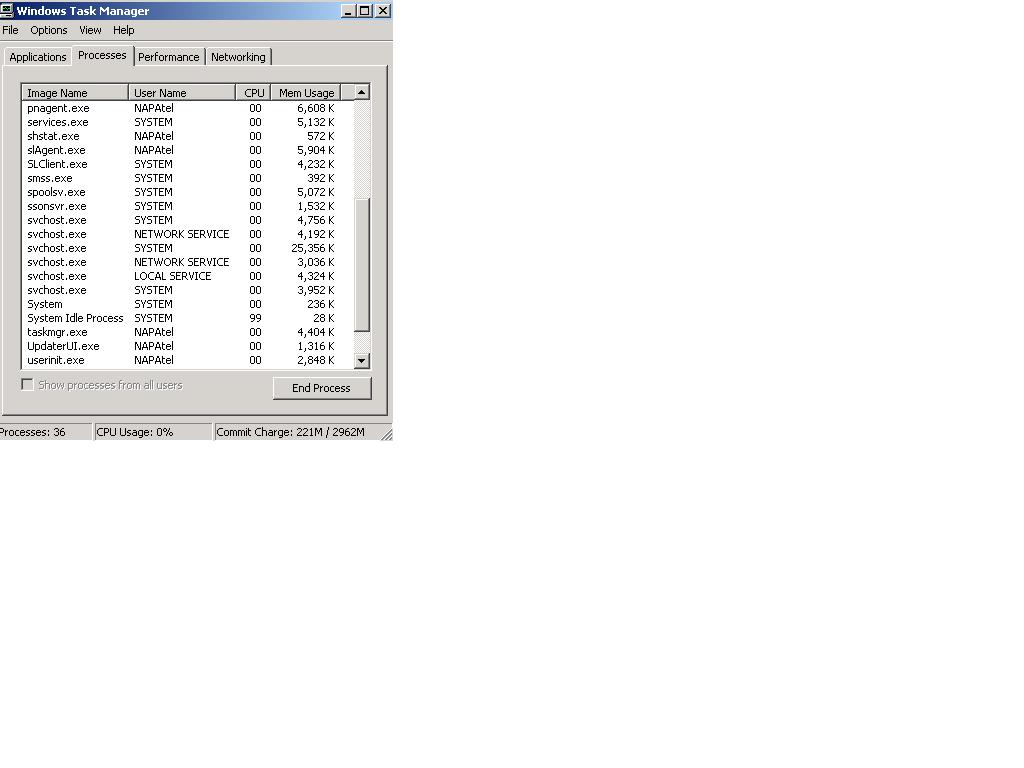 Windows Task Manager
File Options View Help
Applications Processes Performance Networking
Image Name User Name CPU Mem Usage
pnagent.exe NAPAtel 00 6,608 K
services.exe SYSTEM 00 5,132 K
shstat.exe NAPAtel 00 572 K
slAgent.exe NAPAtel 00 5,904 K
SLClient.exe SYSTEM 00 4,232 K
smss.exe SYSTEM 00 392 K
spoolsv.exe SYSTEM 00 5,072 K
ssonsvr.exe SYSTEM 00 1,532 K
svchost.exe SYSTEM 00 4,756 K
svchost.exe NETWORK SERVICE 00 4,192 K
svchost.exe SYSTEM 00 25,356 K
svchost.exe NETWORK SERVICE 00 3,036 K
svchost.exe LOCAL SERVICE 00 4,324 K
svchost.exe SYSTEM 00 3,952 K
System SYSTEM 00 236 K
System Idle Process SYSTEM 99 28 K
taskmgr.exe NAPAtel 00 4,404 K
UpdaterUI.exe NAPAtel 00 1,316 K
userinit.exe NAPAtel 00 2,848 K
Show processes from all users End Process
Processes: 36 CPU Usage: 0% Commit Charge: 221M / 2962M